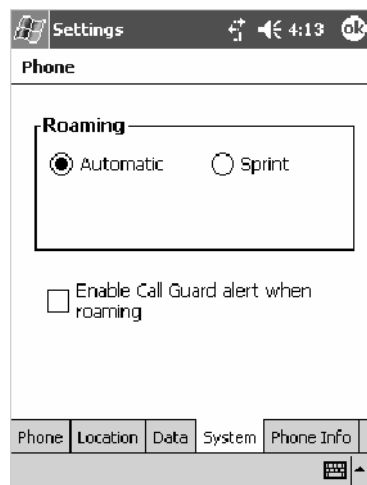 Settings 4:13 ok
Phone
Roaming
Automatic Sprint
Enable Call Guard alert when
roaming
Phone Location Data System Phone Info